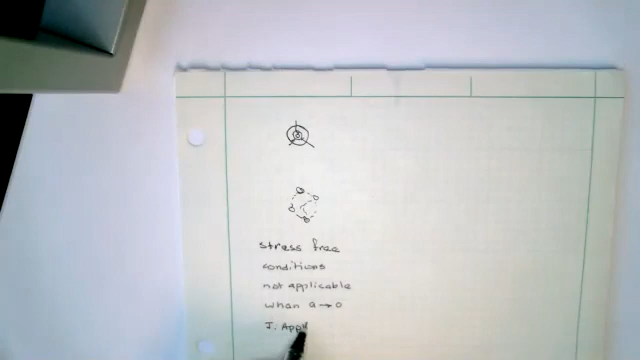 stress free
conditions
not applicable
when a → 0
J. Appl